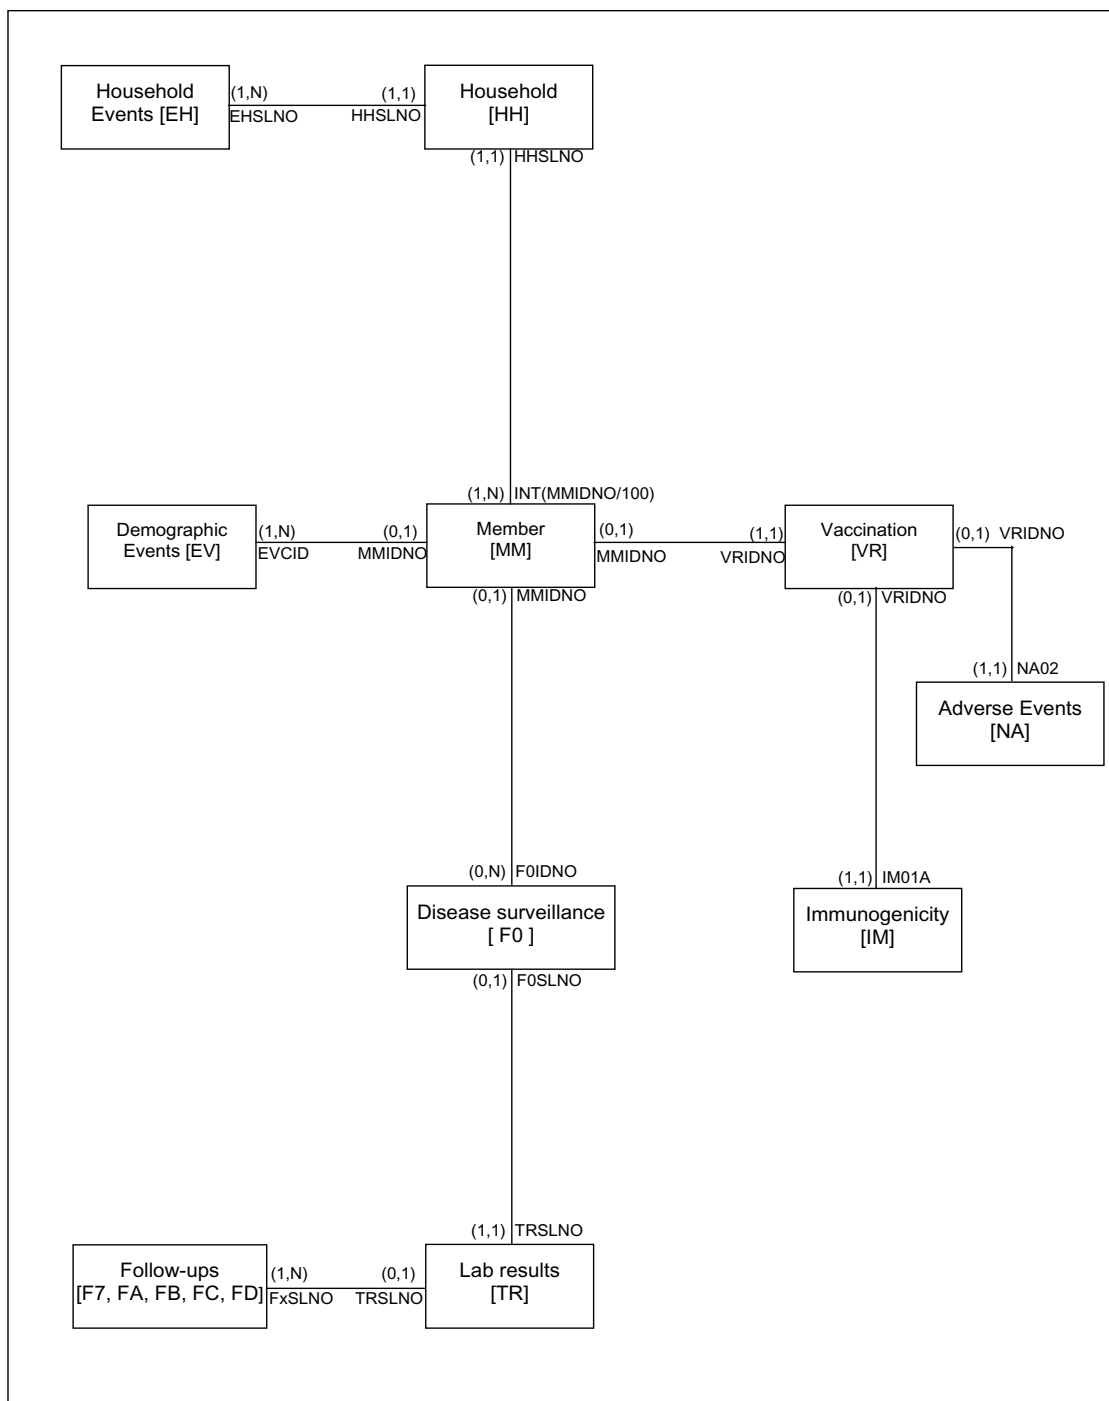 Household
Events [EH]
(1,N)
EHSLNO
(1,1)
HHSLNO
Household
[HH]
(1,1) HHSLNO
(1,N) INT(MMIDNO/100)
Demographic
Events [EV]
(1,N)
EVCID
(0,1)
MMIDNO
Member
[MM]
(0,1)
MMIDNO
(1,1)
VRIDNO
Vaccination
[VR]
(0,1) VRIDNO
(0,1) MMIDNO
(0,1) VRIDNO
(1,1) NA02
Adverse Events
[NA]
(0,N) F0IDNO
Disease surveillance
[ F0 ]
(0,1) F0SLNO
(1,1) IM01A
Immunogenicity
[IM]
(1,1) TRSLNO
Follow-ups
[F7, FA, FB, FC, FD]
(1,N)
FxSLNO
(0,1)
TRSLNO
Lab results
[TR]